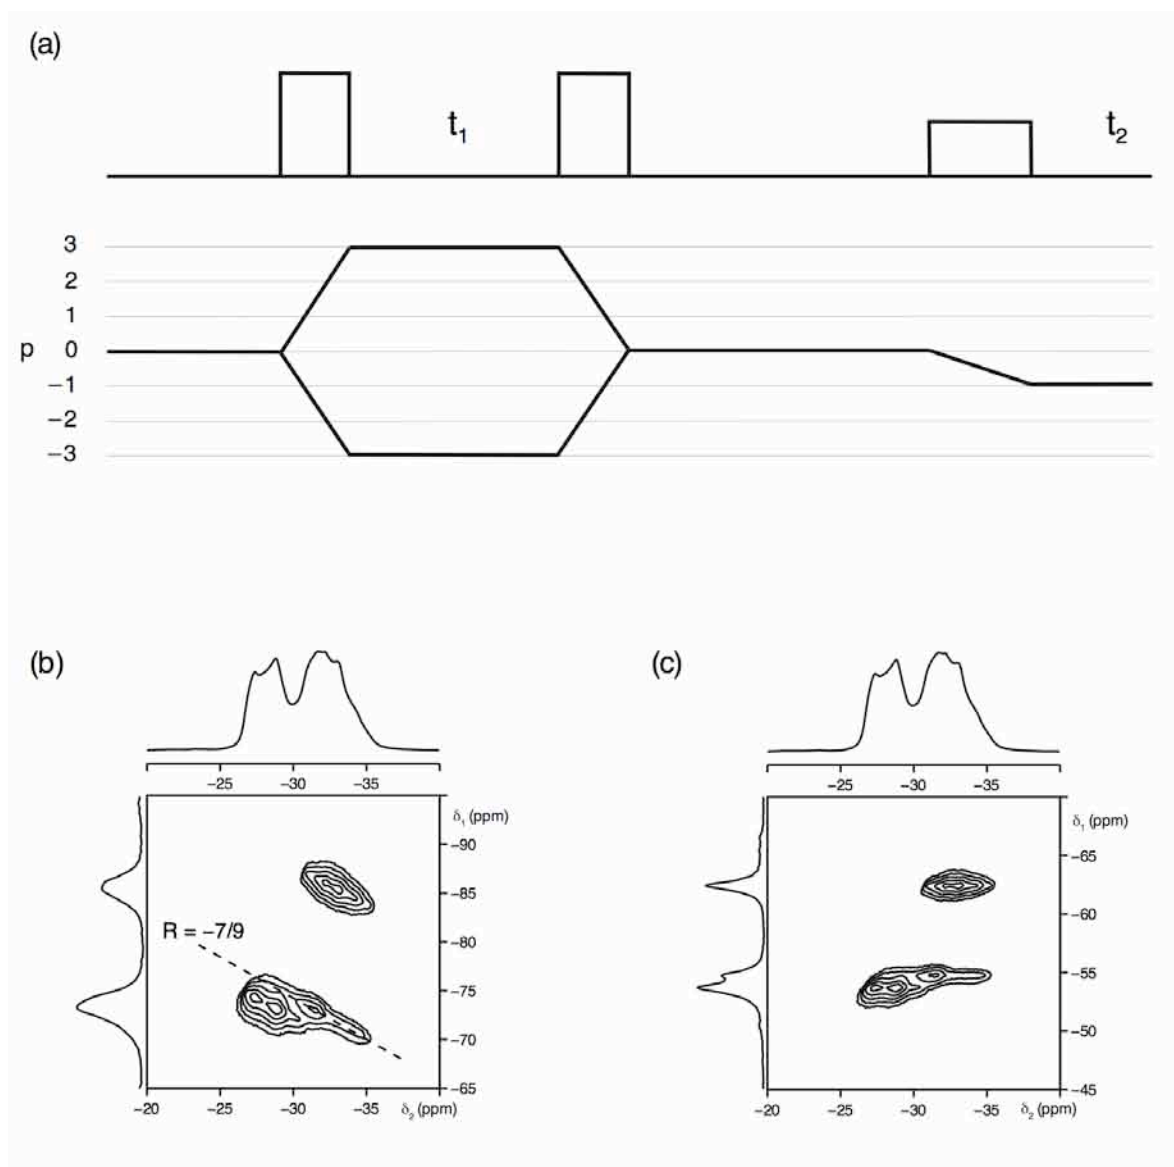 (a)
t₁ t₂
3
2
1
p 0
−1
−2
−3
(b) (c)
−25 −30 −35 −25 −30 −35
δ₁ (ppm) δ₁ (ppm)
−90
−85
R = −7/9
−80
−75
−70
−65
−65
−60
−55
−50
−45
−20 −25 −30 −35 δ₂ (ppm) −20 −25 −30 −35 δ₂ (ppm)